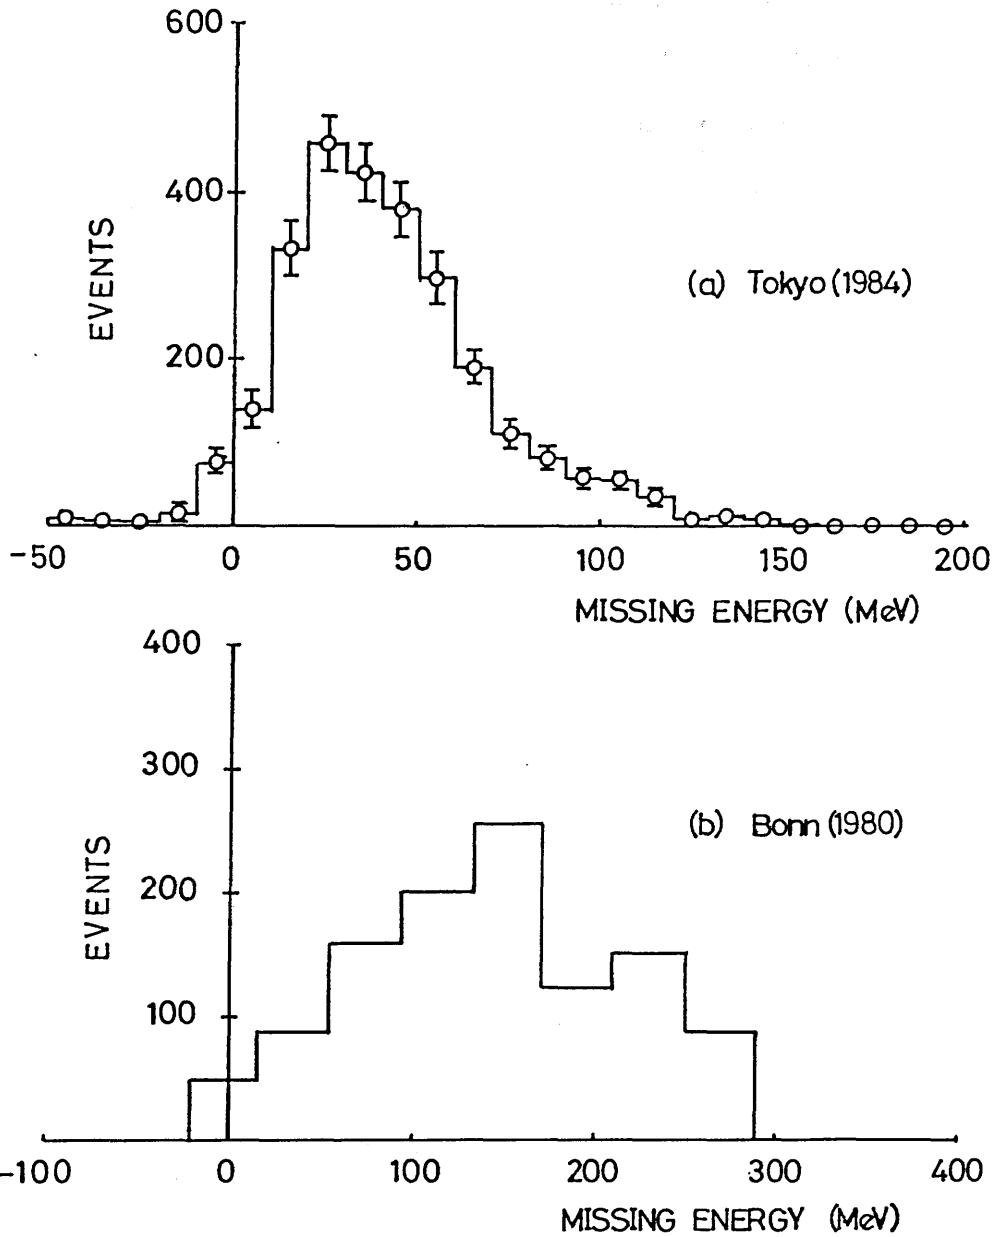 600
400
200
EVENTS
(a) Tokyo (1984)
-50 0 50 100 150 200
MISSING ENERGY (MeV)
400
300
200
100
EVENTS
(b) Bonn (1980)
-100 0 100 200 300 400
MISSING ENERGY (MeV)